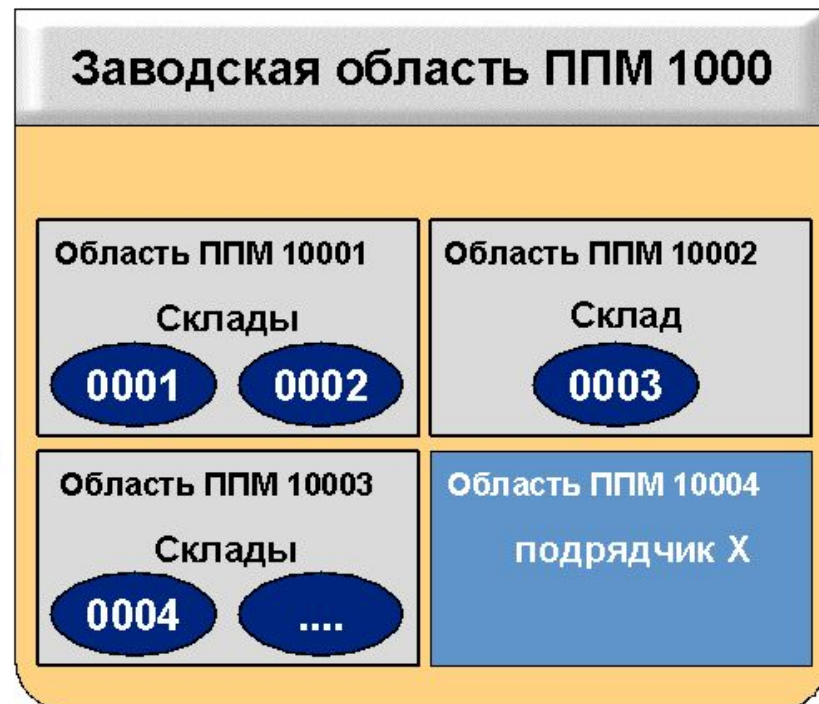 Заводская область ППМ 1000
Область ППМ 10001
Склады
0001 0002
Область ППМ 10002
Склад
0003
Область ППМ 10003
Склады
0004 ....
Область ППМ 10004
подрядчик X